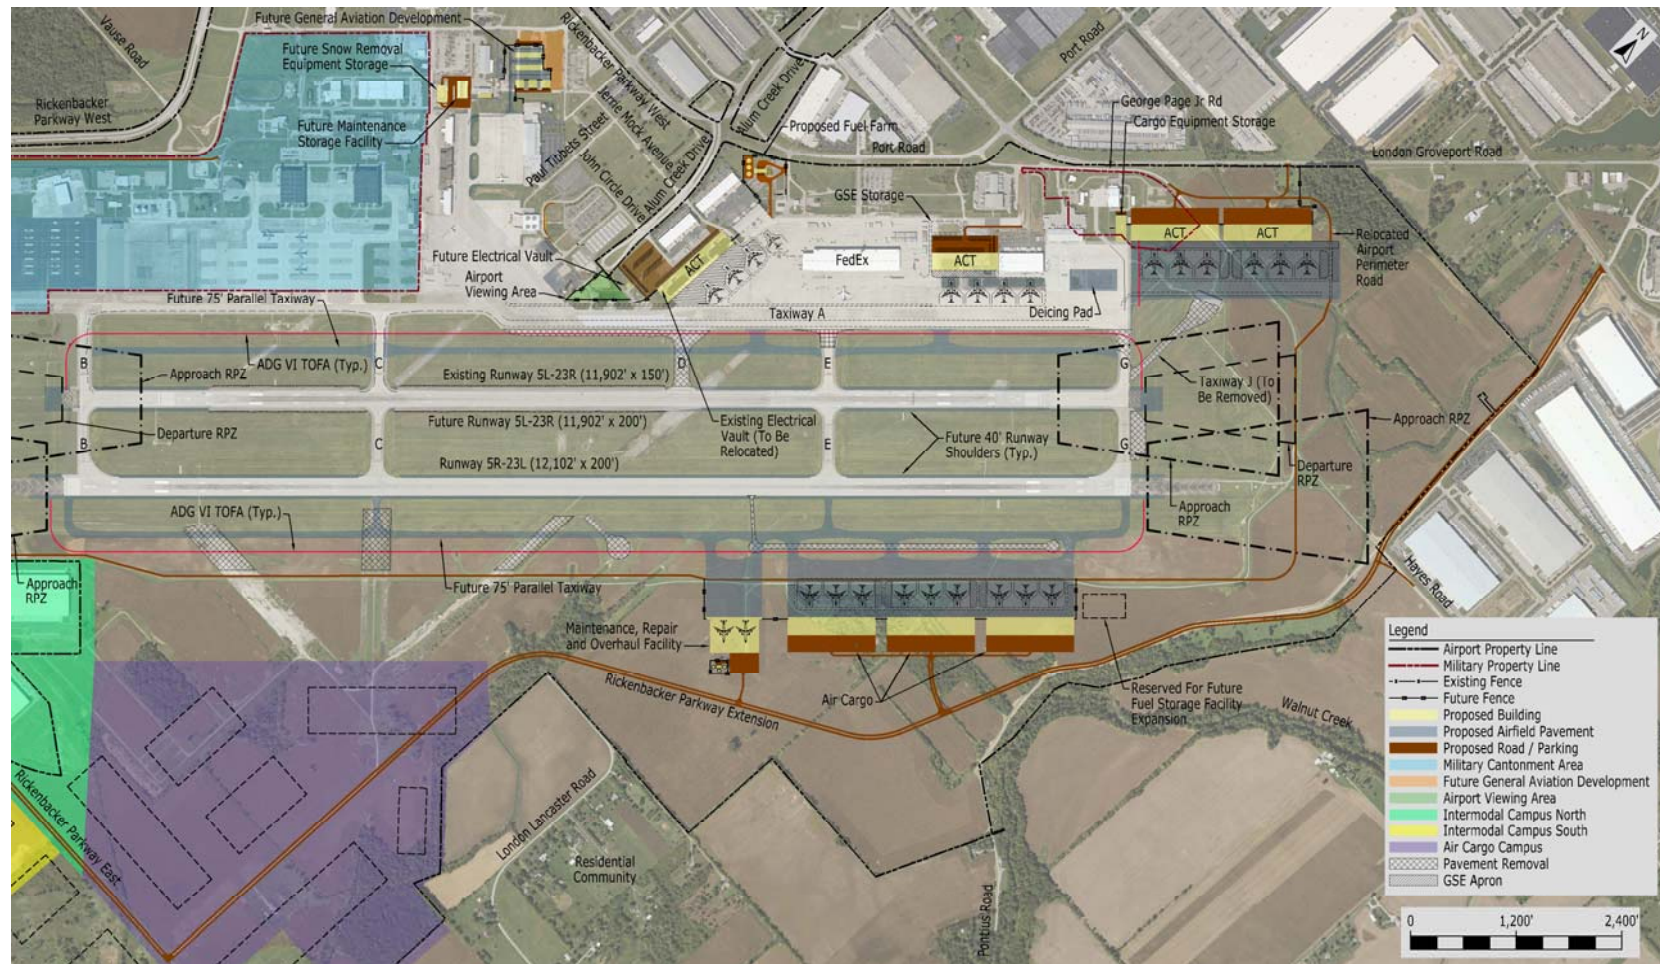 Future General Aviation Development
Vause Road
Rickenbacker Parkway West
Port Road
N
Future Snow Removal
Equipment Storage
Rickenbacker
Parkway West
Future Maintenance
Storage Facility
Jerrie Mock Avenue
Paul Tibbets Street
John Circle Drive
Alum Creek Drive
Alum Creek Drive
Proposed Fuel Farm
Port Road
George Page Jr Rd
Cargo Equipment Storage
London Groveport Road
GSE Storage
ACT
ACT
Relocated
Airport
Perimeter
Road
Future Electrical Vault
Airport
Viewing Area
ACT
FedEx
ACT
Future 75' Parallel Taxiway
Taxiway A
Deicing Pad
B
C
D
E
G
ADG VI TOFA (Typ.)
Approach RPZ
Existing Runway 5L-23R (11,902' x 150')
Taxiway J (To
Be Removed)
Approach RPZ
Future Runway 5L-23R (11,902' x 200')
Existing Electrical
Vault (To Be
Relocated)
Departure RPZ
B
C
E
G
Future 40' Runway
Shoulders (Typ.)
Runway 5R-23L (12,102' x 200')
Departure
RPZ
ADG VI TOFA (Typ.)
Approach
RPZ
Approach
RPZ
Future 75' Parallel Taxiway
Hayes Road
Maintenance, Repair
and Overhaul Facility
Rickenbacker Parkway Extension
Air Cargo
Reserved For Future
Fuel Storage Facility
Expansion
Walnut Creek
Rickenbacker Parkway East
London Lancaster Road
Residential
Community
Pontius Road
Legend
Airport Property Line
Military Property Line
Existing Fence
Future Fence
Proposed Building
Proposed Airfield Pavement
Proposed Road / Parking
Military Cantonment Area
Future General Aviation Development
Airport Viewing Area
Intermodal Campus North
Intermodal Campus South
Air Cargo Campus
Pavement Removal
GSE Apron
0 1,200' 2,400'